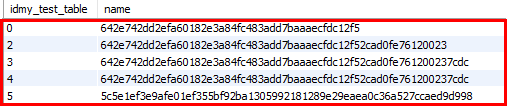 idmy_test_table name
0 642e742dd2efa60182e3a84fc483add7baaaecfdc12f5
2 642e742dd2efa60182e3a84fc483add7baaaecfdc12f52cad0fe76120023
3 642e742dd2efa60182e3a84fc483add7baaaecfdc12f52cad0fe761200237cdc
4 642e742dd2efa60182e3a84fc483add7baaaecfdc12f52cad0fe761200237cdc
5 5c5e1ef3e9afe01ef355bf92ba1305992181289e29eaea0c36a527ccaed9d998